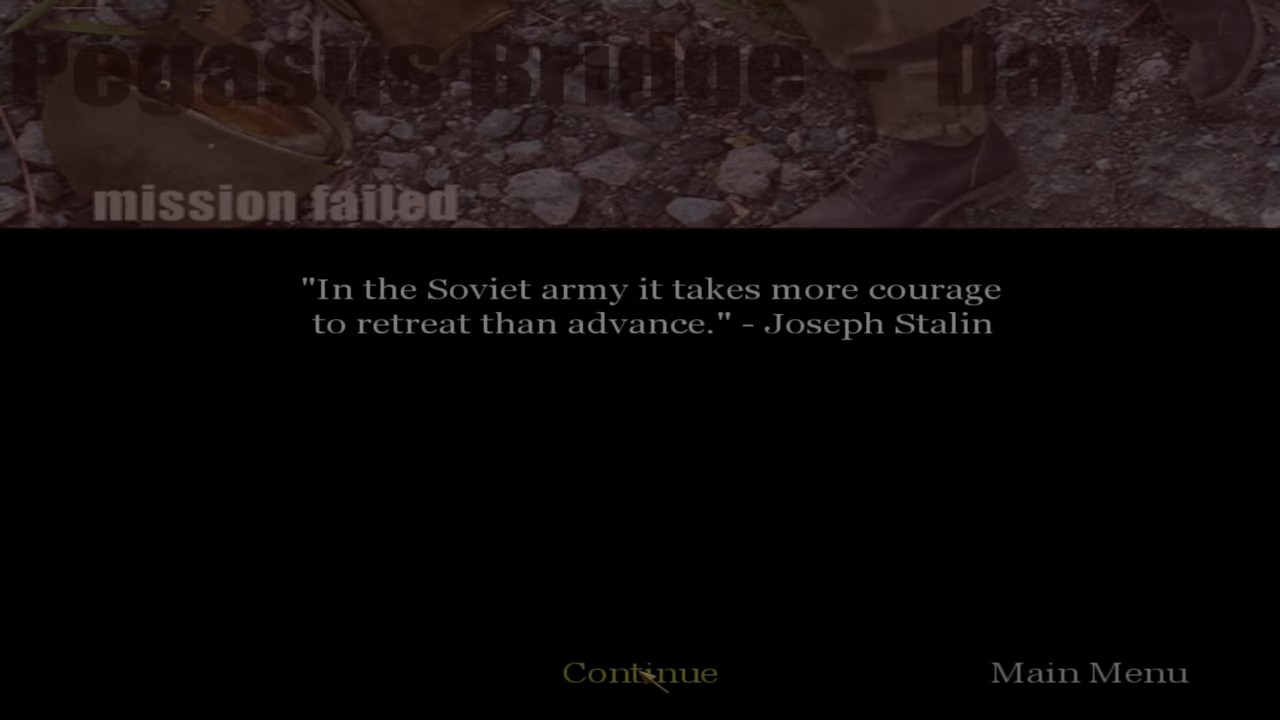 Pegasus Bridge - Day
mission failed
"In the Soviet army it takes more courage
to retreat than advance." - Joseph Stalin
Continue
Main Menu